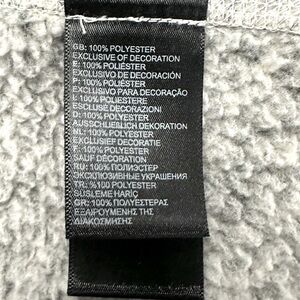 GB: 100% POLYESTER
EXCLUSIVE OF DECORATION
E: 100% POLIÉSTER
EXCLUSIVO DE DECORACIÓN
P: 100% POLIÉSTER
EXCLUSIVO PARA DECORAÇÃO
I: 100% POLIESTERE
ESCLUSE DECORAZIONI
D: 100% POLYESTER
AUSSCHLIESSLICH DEKORATION
NL: 100% POLYESTER
EXCLUSIEF DECORATIE
F: 100% POLYESTER
SAUF DÉCORATION
RU: 100% ПОЛИЭСТЕР
ЭКСКЛЮЗИВНЫЕ УКРАШЕНИЯ
TR: %100 POLYESTER
SÜSLEME HARİÇ
GR: 100% ΠΟΛΥΕΣΤΕΡΑΣ
ΕΞΑΙΡΟΥΜΕΝΗΣ ΤΗΣ
ΔΙΑΚΟΣΜΗΣΗΣ